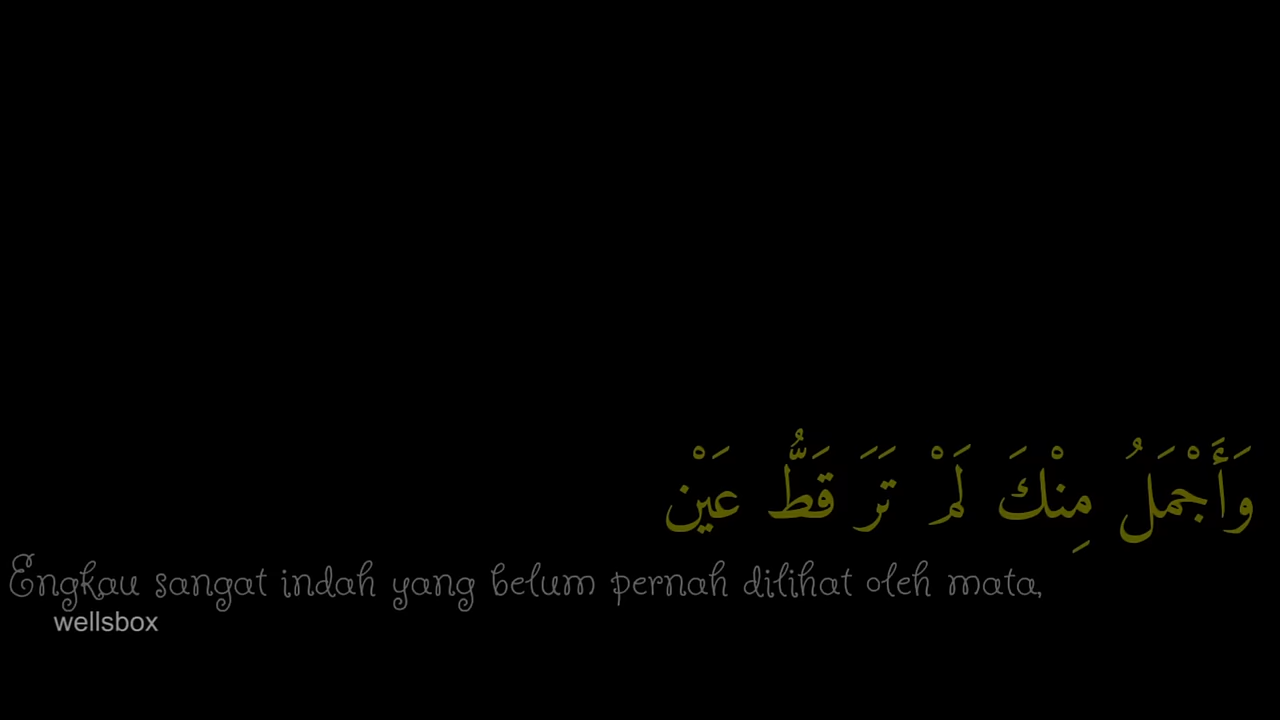 وَأَجْمَلُ مِنْكَ لَمْ تَرَ قَطُّ عَيْن
Engkau sangat indah yang belum pernah dilihat oleh mata,
wellsbox